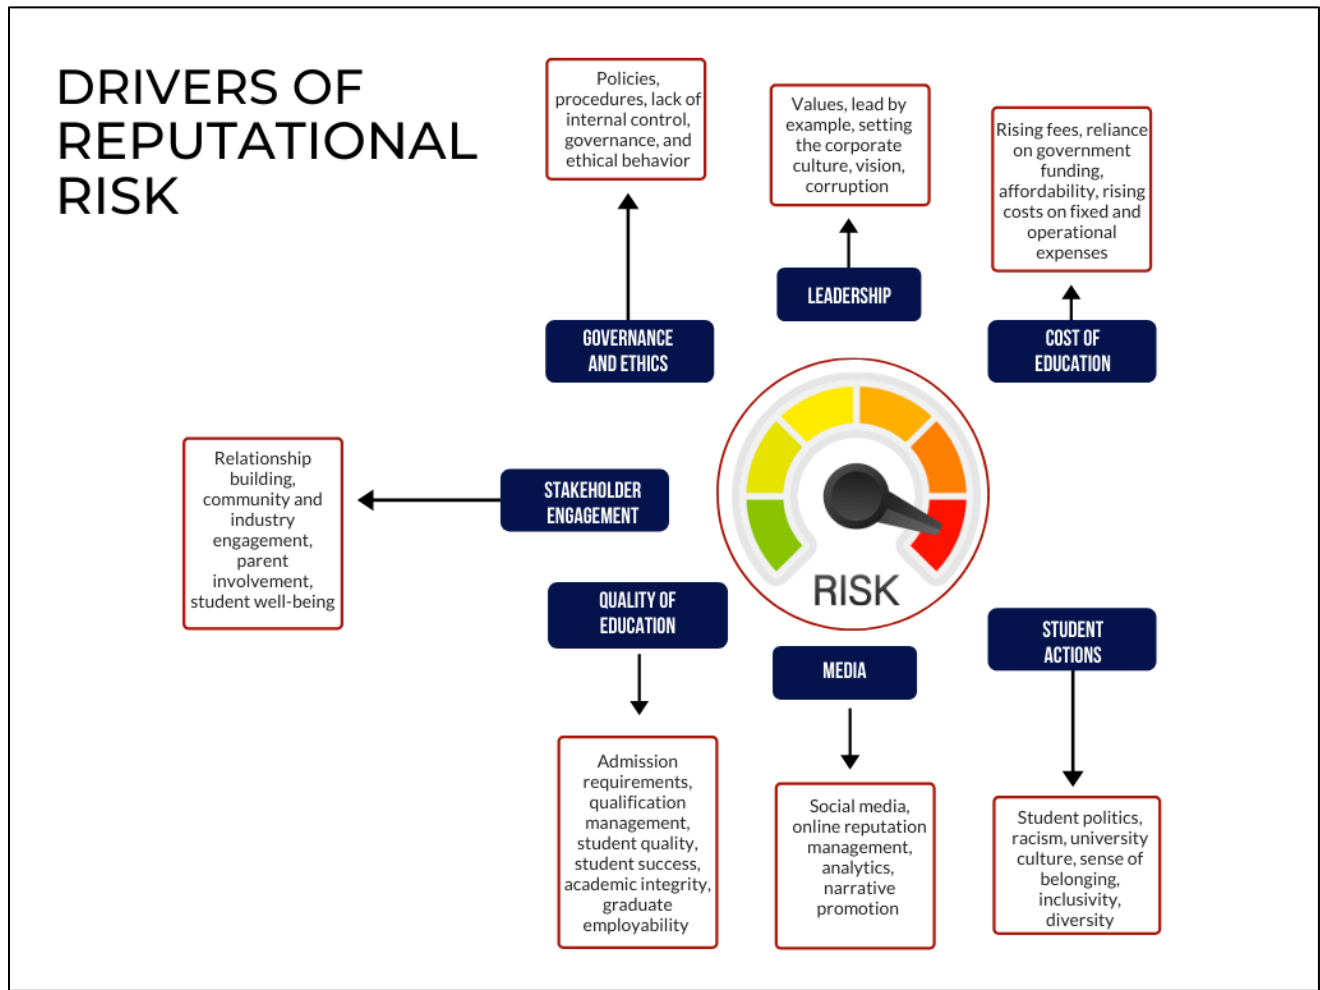 DRIVERS OF
REPUTATIONAL
RISK
Policies,
procedures, lack of
internal control,
governance, and
ethical behavior
Values, lead by
example, setting
the corporate
culture, vision,
corruption
Rising fees, reliance
on government
funding,
affordability, rising
costs on fixed and
operational
expenses
LEADERSHIP
GOVERNANCE
AND ETHICS
COST OF
EDUCATION
Relationship
building,
community and
industry
engagement,
parent
involvement,
student well-being
STAKEHOLDER
ENGAGEMENT
RISK
QUALITY OF
EDUCATION
MEDIA
STUDENT
ACTIONS
Admission
requirements,
qualification
management,
student quality,
student success,
academic integrity,
graduate
employability
Social media,
online reputation
management,
analytics,
narrative
promotion
Student politics,
racism, university
culture, sense of
belonging,
inclusivity,
diversity